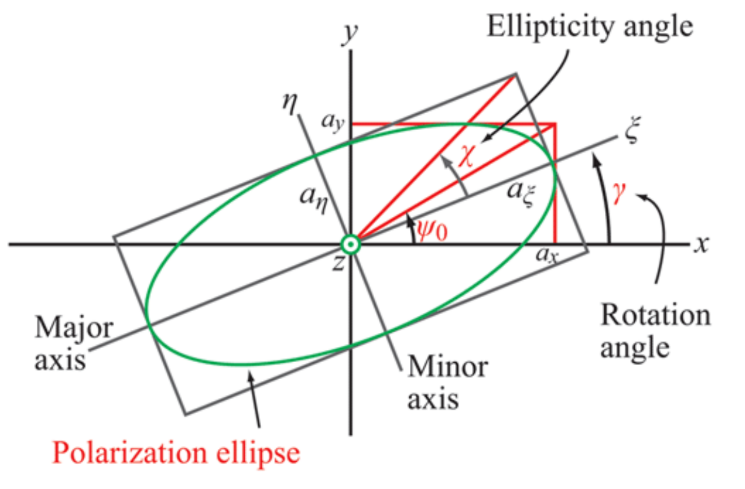 Ellipticity angle
y
η
a_y
ξ
χ
a_ξ
γ
a_η
ψ_0
x
z
a_x
Major
axis
Rotation
angle
Minor
axis
Polarization ellipse